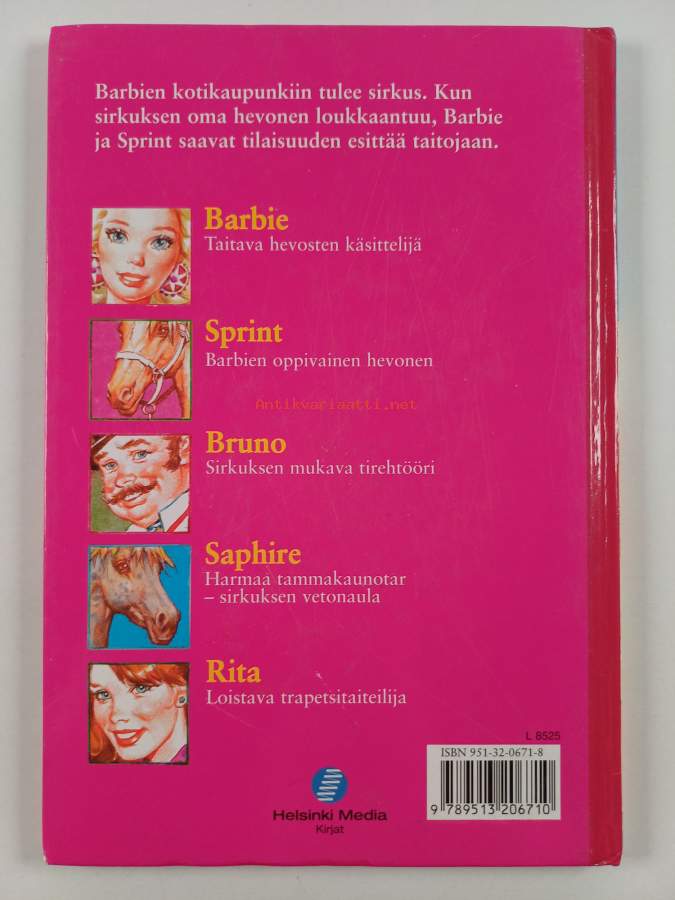 Barbien kotikaupunkiin tulee sirkus. Kun
sirkuksen oma hevonen loukkaantuu, Barbie
ja Sprint saavat tilaisuuden esittää taitojaan.
Barbie
Taitava hevosten käsittelijä
Sprint
Barbien oppivainen hevonen
Antikvariaatti.net
Bruno
Sirkuksen mukava tirehtööri
Saphire
Harmaa tammakaunotar
– sirkuksen vetonaula
Rita
Loistava trapetsitaiteilija
L 8525
ISBN 951-32-0671-8
9 789513 206710
Helsinki Media
Kirjat